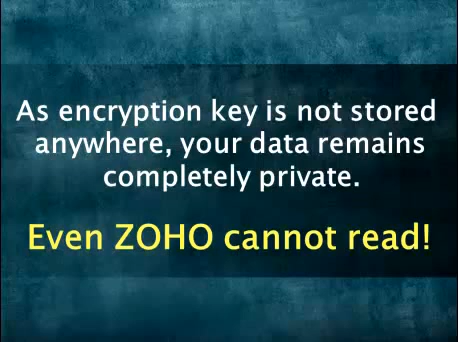 As encryption key is not stored
anywhere, your data remains
completely private.
Even ZOHO cannot read!